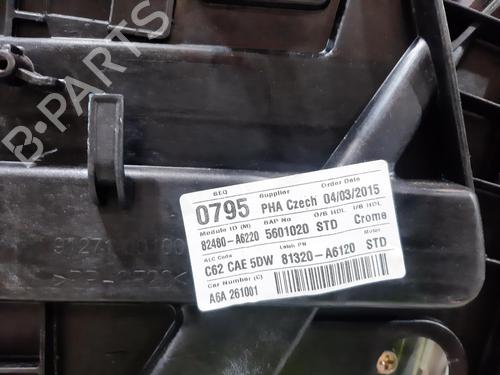 B-PARTS
SEQ Supplier Order Date
0795 PHA Czech 04/03/2015
Module ID (M) BAP No O/B HDL I/B HDL
82480-A6220 5601020 STD Crome
ALC Code Latch PN Motor
C62 CAE 5DW 81320-A6120 STD
Car Number (C)
A6A 261001